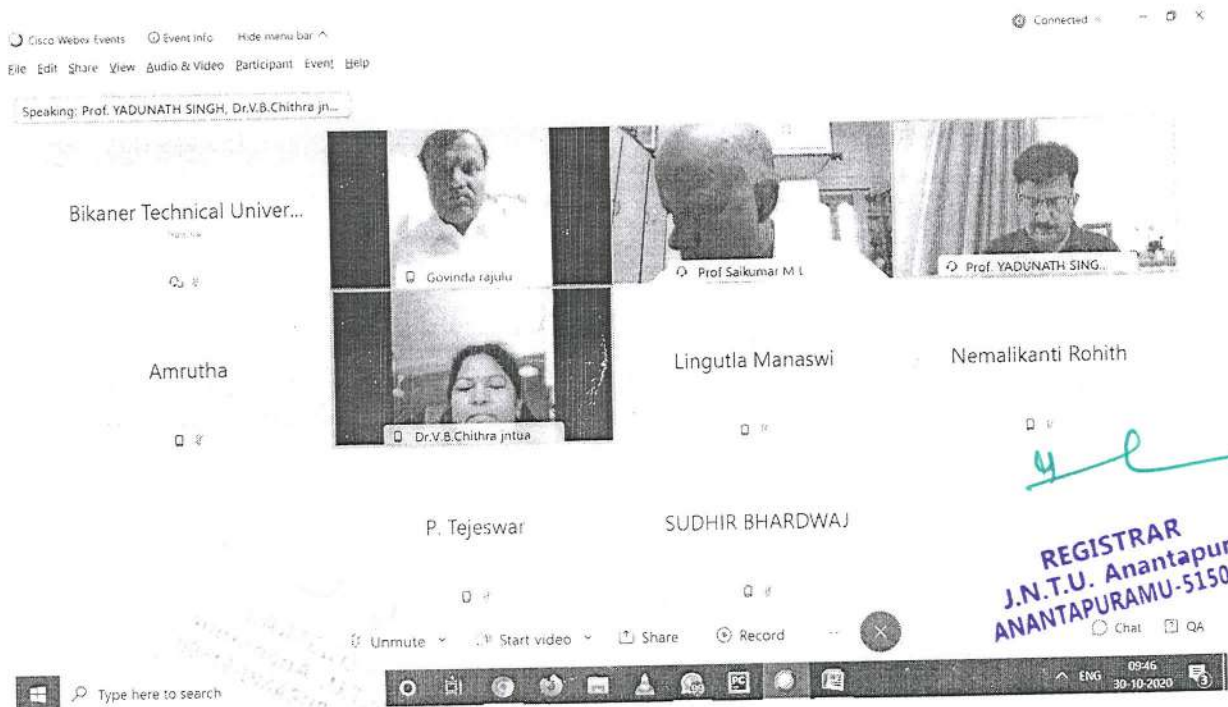 Connected
Cisco Webex Events Event Info Hide menu bar
File Edit Share View Audio & Video Participant Event Help
Speaking: Prof. YADUNATH SINGH, Dr.V.B.Chithra jn...
Bikaner Technical Univer...
Govinda rajulu
Prof Saikumar M L
Prof. YADUNATH SING...
Amrutha
Dr.V.B.Chithra jntua
Lingutla Manaswi
Nemalikanti Rohith
P. Tejeswar
SUDHIR BHARDWAJ
REGISTRAR
J.N.T.U. Anantapur
ANANTAPURAMU-5150
Unmute Start video Share Record ... Chat QA
Type here to search
PC
ENG 09:46
30-10-2020
3